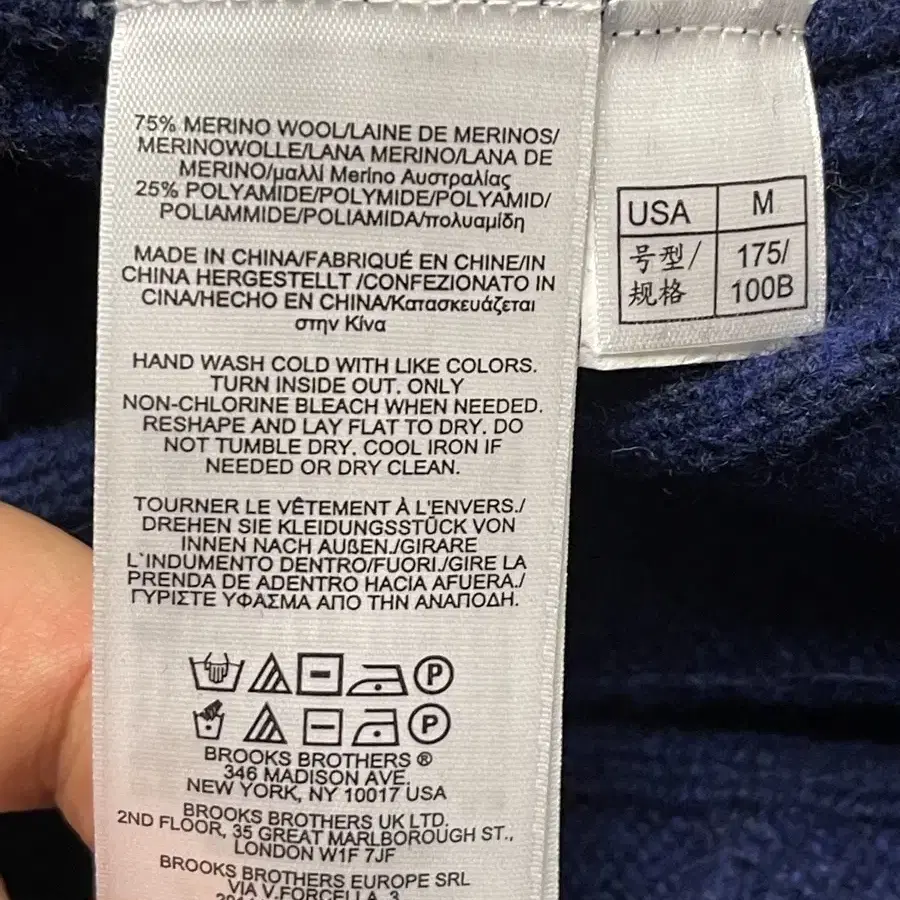 75% MERINO WOOL/LAINE DE MERINOS/
MERINOWOLLE/LANA MERINO/LANA DE
MERINO/μαλλί Merino Αυστραλίας
25% POLYAMIDE/POLYMIDE/POLYAMID/
POLIAMMIDE/POLIAMIDA/πολυαμίδη
MADE IN CHINA/FABRIQUÉ EN CHINE/IN
CHINA HERGESTELLT /CONFEZIONATO IN
CINA/HECHO EN CHINA/Κατασκευάζεται
στην Κίνα
HAND WASH COLD WITH LIKE COLORS.
TURN INSIDE OUT. ONLY
NON-CHLORINE BLEACH WHEN NEEDED.
RESHAPE AND LAY FLAT TO DRY. DO
NOT TUMBLE DRY. COOL IRON IF
NEEDED OR DRY CLEAN.
TOURNER LE VÊTEMENT À L'ENVERS./
DREHEN SIE KLEIDUNGSSTÜCK VON
INNEN NACH AUßEN./GIRARE
L`INDUMENTO DENTRO/FUORI./GIRE LA
PRENDA DE ADENTRO HACIA AFUERA./
ΓΥΡΙΣΤΕ ΥΦΑΣΜΑ ΑΠΟ ΤΗΝ ΑΝΑΠΟΔΗ.
P
P
BROOKS BROTHERS ®
346 MADISON AVE.
NEW YORK, NY 10017 USA
BROOKS BROTHERS UK LTD.
2ND FLOOR, 35 GREAT MARLBOROUGH ST.,
LONDON W1F 7JF
BROOKS BROTHERS EUROPE SRL
VIA V.FORCELLA, 3
USA M
号型/ 175/
规格 100B